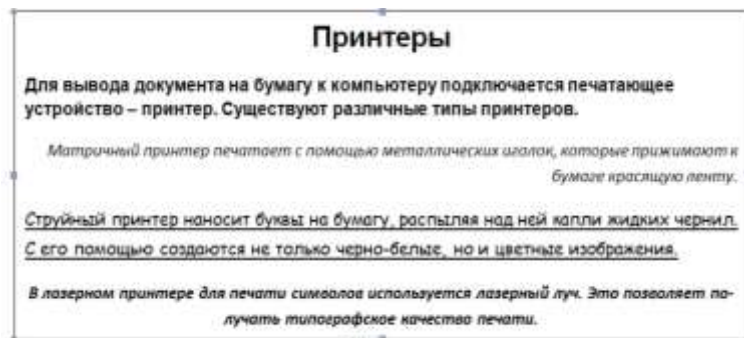 Принтеры
Для вывода документа на бумагу к компьютеру подключается печатающее
устройство – принтер. Существуют различные типы принтеров.
Матричный принтер печатает с помощью металлических иголок, которые прижимают к
бумаге красящую ленту.
Струйный принтер наносит буквы на бумагу, распыляя над ней капли жидких чернил.
С его помощью создаются не только черно-белые, но и цветные изображения.
В лазерном принтере для печати символов используется лазерный луч. Это позволяет по-
лучать типографское качество печати.